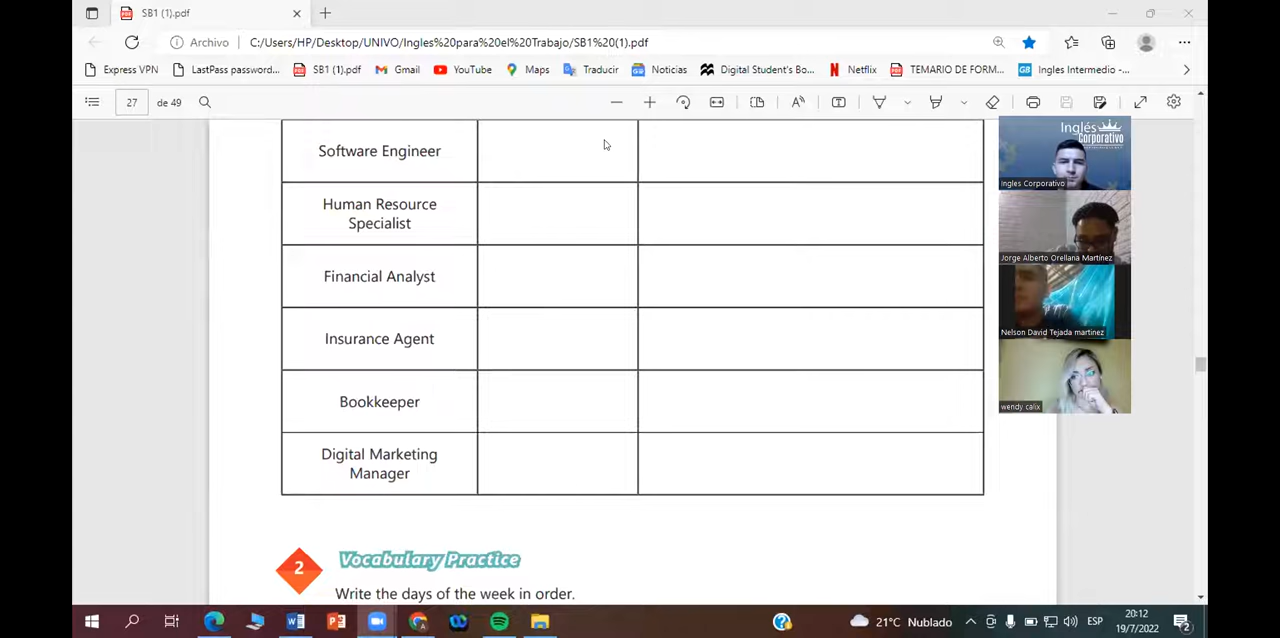 SB1 (1).pdf
Archivo
C:/Users/HP/Desktop/UNIVO/Ingles%20para%20el%20Trabajo/SB1%20(1).pdf
Express VPN
LastPass password...
SB1 (1).pdf
Gmail
YouTube
Maps
Traducir
Noticias
Digital Student's Bo...
Netflix
TEMARIO DE FORM...
Ingles Intermedio -...
27
de 49
Software Engineer
Human Resource
Specialist
Financial Analyst
Insurance Agent
Bookkeeper
Digital Marketing
Manager
2
Vocabulary Practice
Write the days of the week in order.
Inglés
Corporativo
Ingles Corporativo
Jorge Alberto Orellana Martínez
Nelson David Tejada martinez
wendy calix
21°C Nublado
ESP
20:12
19/7/2022
2